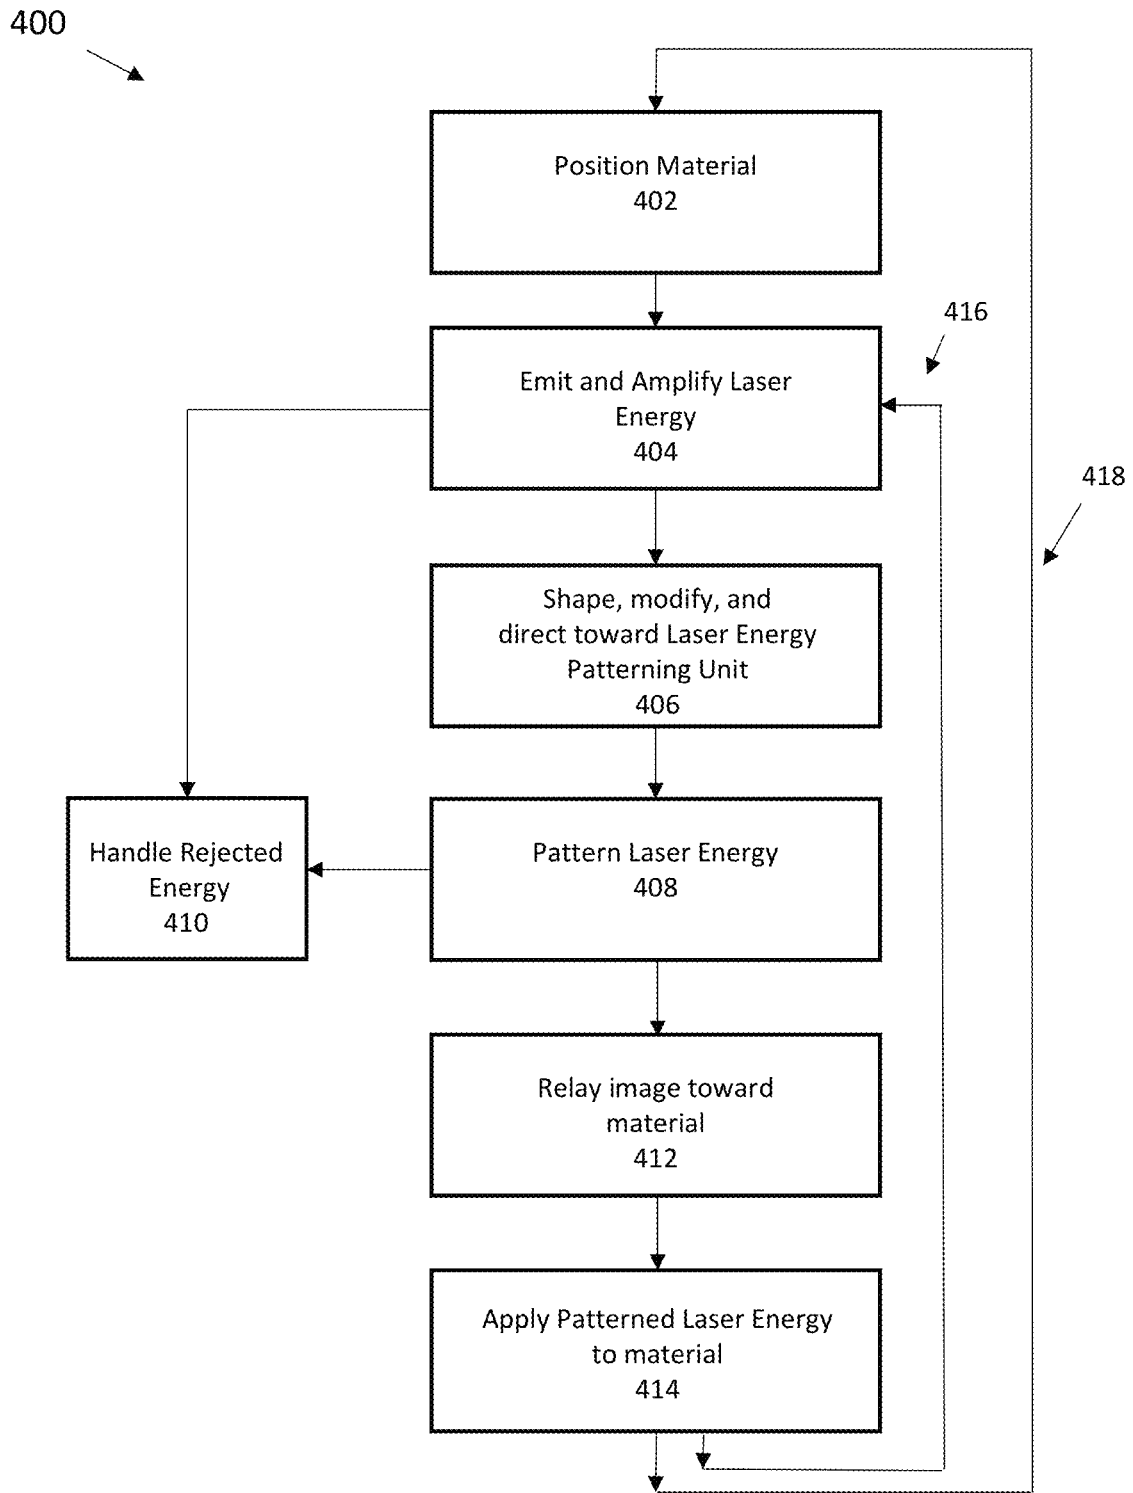 400
Position Material
402
416
Emit and Amplify Laser
Energy
404
418
Shape, modify, and
direct toward Laser Energy
Patterning Unit
406
Handle Rejected
Energy
410
Pattern Laser Energy
408
Relay image toward
material
412
Apply Patterned Laser Energy
to material
414